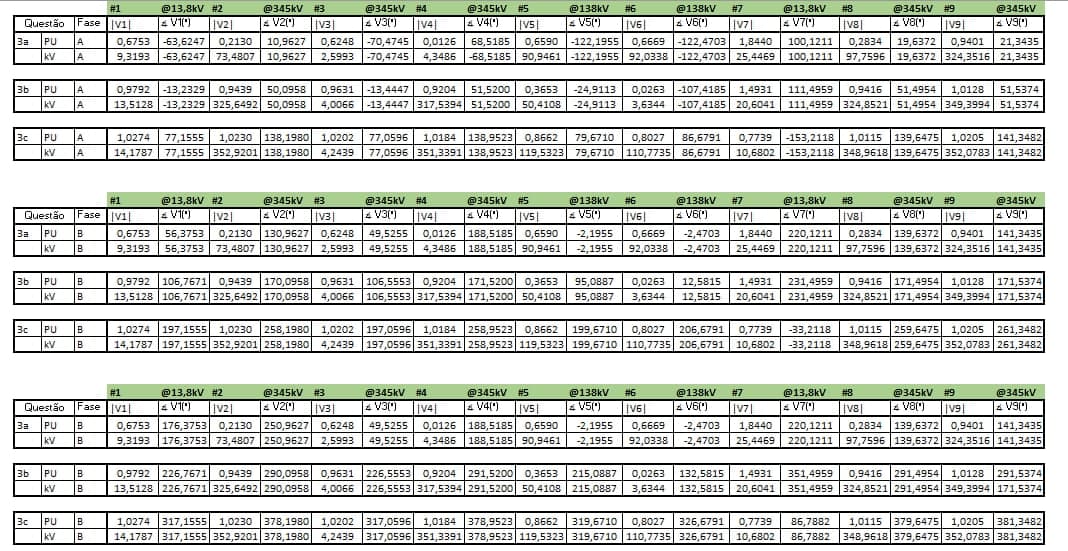 #1 @13,8kV #2 @345kV #3 @345kV #4 @345kV #5 @138kV #6 @138kV #7 @13,8kV #8 @345kV #9 @345kV
Questão Fase |V1| ∡ V1(°) |V2| ∡ V2(°) |V3| ∡ V3(°) |V4| ∡ V4(°) |V5| ∡ V5(°) |V6| ∡ V6(°) |V7| ∡ V7(°) |V8| ∡ V8(°) |V9| ∡ V9(°)
3a PU A 0,6753 -63,6247 0,2130 10,9627 0,6248 -70,4745 0,0126 68,5185 0,6590 -122,1955 0,6669 -122,4703 1,8440 100,1211 0,2834 19,6372 0,9401 21,3435
kV A 9,3193 -63,6247 73,4807 10,9627 2,5993 -70,4745 4,3486 -68,5185 90,9461 -122,1955 92,0338 -122,4703 25,4469 100,1211 97,7596 19,6372 324,3516 21,3435
3b PU A 0,9792 -13,2329 0,9439 50,0958 0,9631 -13,4447 0,9204 51,5200 0,3653 -24,9113 0,0263 -107,4185 1,4931 111,4959 0,9416 51,4954 1,0128 51,5374
kV A 13,5128 -13,2329 325,6492 50,0958 4,0066 -13,4447 317,5394 51,5200 50,4108 -24,9113 3,6344 -107,4185 20,6041 111,4959 324,8521 51,4954 349,3994 51,5374
3c PU A 1,0274 77,1555 1,0230 138,1980 1,0202 77,0596 1,0184 138,9523 0,8662 79,6710 0,8027 86,6791 0,7739 -153,2118 1,0115 139,6475 1,0205 141,3482
kV A 14,1787 77,1555 352,9201 138,1980 4,2439 77,0596 351,3391 138,9523 119,5323 79,6710 110,7735 86,6791 10,6802 -153,2118 348,9618 139,6475 352,0783 141,3482
#1 @13,8kV #2 @345kV #3 @345kV #4 @345kV #5 @138kV #6 @138kV #7 @13,8kV #8 @345kV #9 @345kV
Questão Fase |V1| ∡ V1(°) |V2| ∡ V2(°) |V3| ∡ V3(°) |V4| ∡ V4(°) |V5| ∡ V5(°) |V6| ∡ V6(°) |V7| ∡ V7(°) |V8| ∡ V8(°) |V9| ∡ V9(°)
3a PU B 0,6753 56,3753 0,2130 130,9627 0,6248 49,5255 0,0126 188,5185 0,6590 -2,1955 0,6669 -2,4703 1,8440 220,1211 0,2834 139,6372 0,9401 141,3435
kV B 9,3193 56,3753 73,4807 130,9627 2,5993 49,5255 4,3486 188,5185 90,9461 -2,1955 92,0338 -2,4703 25,4469 220,1211 97,7596 139,6372 324,3516 141,3435
3b PU B 0,9792 106,7671 0,9439 170,0958 0,9631 106,5553 0,9204 171,5200 0,3653 95,0887 0,0263 12,5815 1,4931 231,4959 0,9416 171,4954 1,0128 171,5374
kV B 13,5128 106,7671 325,6492 170,0958 4,0066 106,5553 317,5394 171,5200 50,4108 95,0887 3,6344 12,5815 20,6041 231,4959 324,8521 171,4954 349,3994 171,5374
3c PU B 1,0274 197,1555 1,0230 258,1980 1,0202 197,0596 1,0184 258,9523 0,8662 199,6710 0,8027 206,6791 0,7739 -33,2118 1,0115 259,6475 1,0205 261,3482
kV B 14,1787 197,1555 352,9201 258,1980 4,2439 197,0596 351,3391 258,9523 119,5323 199,6710 110,7735 206,6791 10,6802 -33,2118 348,9618 259,6475 352,0783 261,3482
#1 @13,8kV #2 @345kV #3 @345kV #4 @345kV #5 @138kV #6 @138kV #7 @13,8kV #8 @345kV #9 @345kV
Questão Fase |V1| ∡ V1(°) |V2| ∡ V2(°) |V3| ∡ V3(°) |V4| ∡ V4(°) |V5| ∡ V5(°) |V6| ∡ V6(°) |V7| ∡ V7(°) |V8| ∡ V8(°) |V9| ∡ V9(°)
3a PU B 0,6753 176,3753 0,2130 250,9627 0,6248 49,5255 0,0126 188,5185 0,6590 -2,1955 0,6669 -2,4703 1,8440 220,1211 0,2834 139,6372 0,9401 141,3435
kV B 9,3193 176,3753 73,4807 250,9627 2,5993 49,5255 4,3486 188,5185 90,9461 -2,1955 92,0338 -2,4703 25,4469 220,1211 97,7596 139,6372 324,3516 141,3435
3b PU B 0,9792 226,7671 0,9439 290,0958 0,9631 226,5553 0,9204 291,5200 0,3653 215,0887 0,0263 132,5815 1,4931 351,4959 0,9416 291,4954 1,0128 291,5374
kV B 13,5128 226,7671 325,6492 290,0958 4,0066 226,5553 317,5394 291,5200 50,4108 215,0887 3,6344 132,5815 20,6041 351,4959 324,8521 291,4954 349,3994 171,5374
3c PU B 1,0274 317,1555 1,0230 378,1980 1,0202 317,0596 1,0184 378,9523 0,8662 319,6710 0,8027 326,6791 0,7739 86,7882 1,0115 379,6475 1,0205 381,3482
kV B 14,1787 317,1555 352,9201 378,1980 4,2439 317,0596 351,3391 378,9523 119,5323 319,6710 110,7735 326,6791 10,6802 86,7882 348,9618 379,6475 352,0783 381,3482